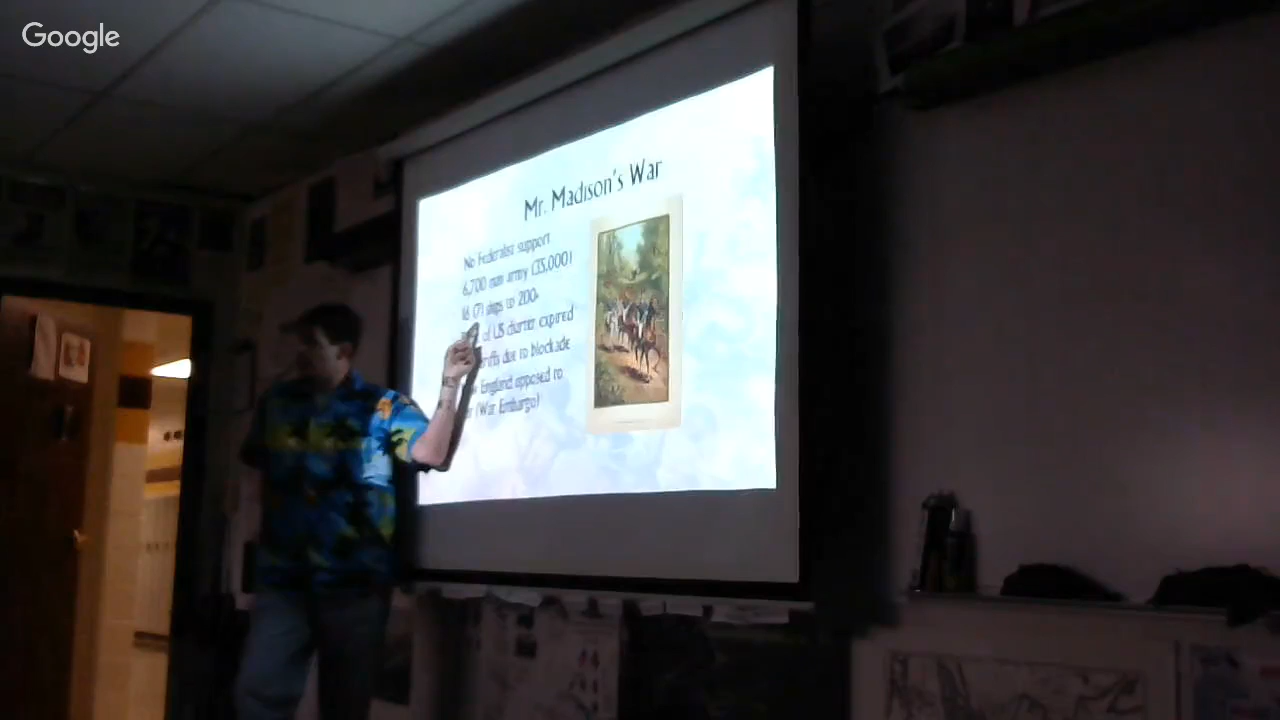 Google
Mr. Madison's War
No Federalist support
6,700 man army (35,000)
16 (7) ships to 200+
of US charter expired
due to blockade
England opposed to
(War Embargo)